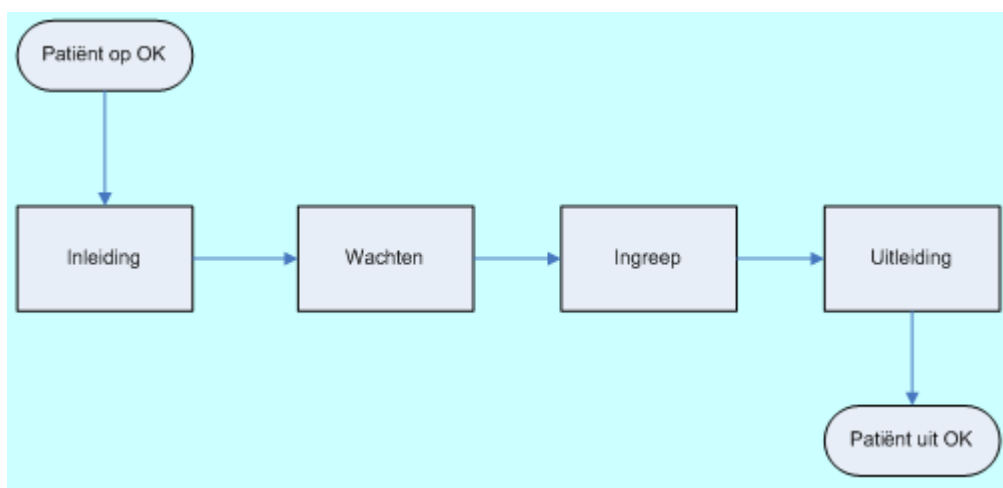 Patiënt op OK
Inleiding
Wachten
Ingreep
Uitleiding
Patiënt uit OK